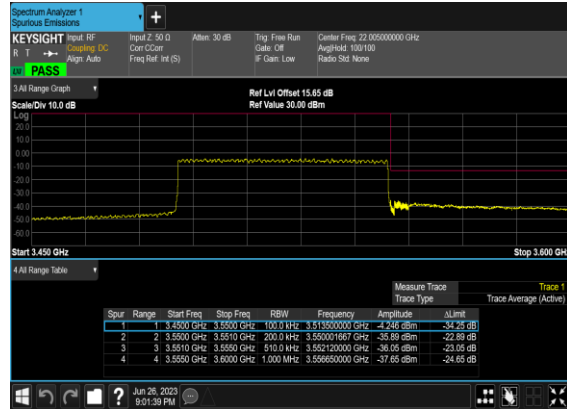 Spectrum Analyzer 1
Spurious Emissions
+
KEYSIGHT Input: RF Input Z: 50 Ω Atten: 30 dB Trig: Free Run Center Freq: 22.005000000 GHz
R T Coupling: DC Corr CCorr Gate: Off Avg|Hold: 100/100
Align: Auto Freq Ref: Int (S) IF Gain: Low Radio Std: None
PASS
3 All Range Graph
Ref Lvl Offset 15.65 dB
Scale/Div 10.0 dB Ref Value 30.00 dBm
Log
20.0
10.0
0.00
-10.0
-20.0
-30.0
-40.0
-50.0
-60.0
Start 3.450 GHz Stop 3.600 GH
4 All Range Table
Measure Trace Trace 1
Trace Type Trace Average (Active)
Spur Range Start Freq Stop Freq RBW Frequency Amplitude ΔLimit
1 1 3.4500 GHz 3.5500 GHz 100.0 kHz 3.513500000 GHz -4.246 dBm -34.25 dB
2 2 3.5500 GHz 3.5510 GHz 200.0 kHz 3.550001667 GHz -35.89 dBm -22.89 dB
3 3 3.5510 GHz 3.5550 GHz 510.0 kHz 3.552120000 GHz -36.05 dBm -23.05 dB
4 4 3.5550 GHz 3.6000 GHz 1.000 MHz 3.556650000 GHz -37.65 dBm -24.65 dB
? Jun 26, 2023
9:01:39 PM